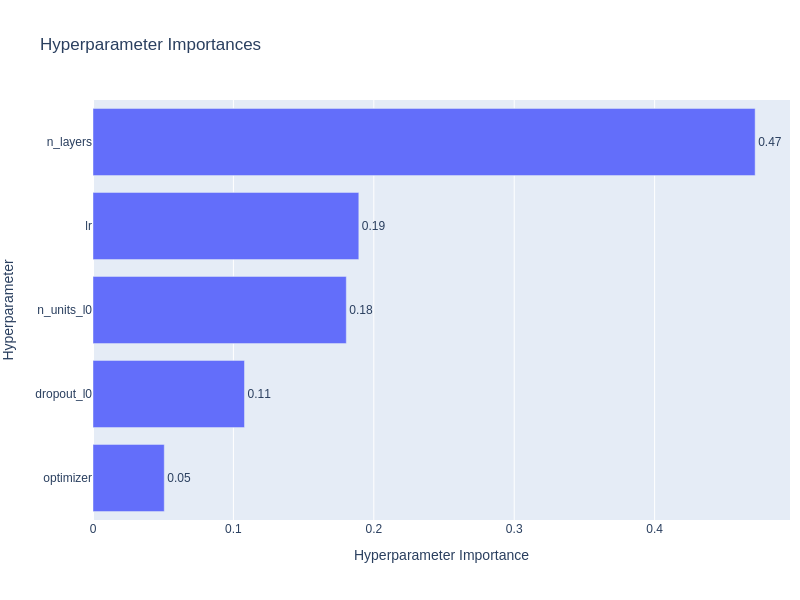 Hyperparameter Importances
Hyperparameter
n_layers
0.47
lr
0.19
n_units_l0
0.18
dropout_l0
0.11
optimizer
0.05
0
0.1
0.2
0.3
0.4
Hyperparameter Importance